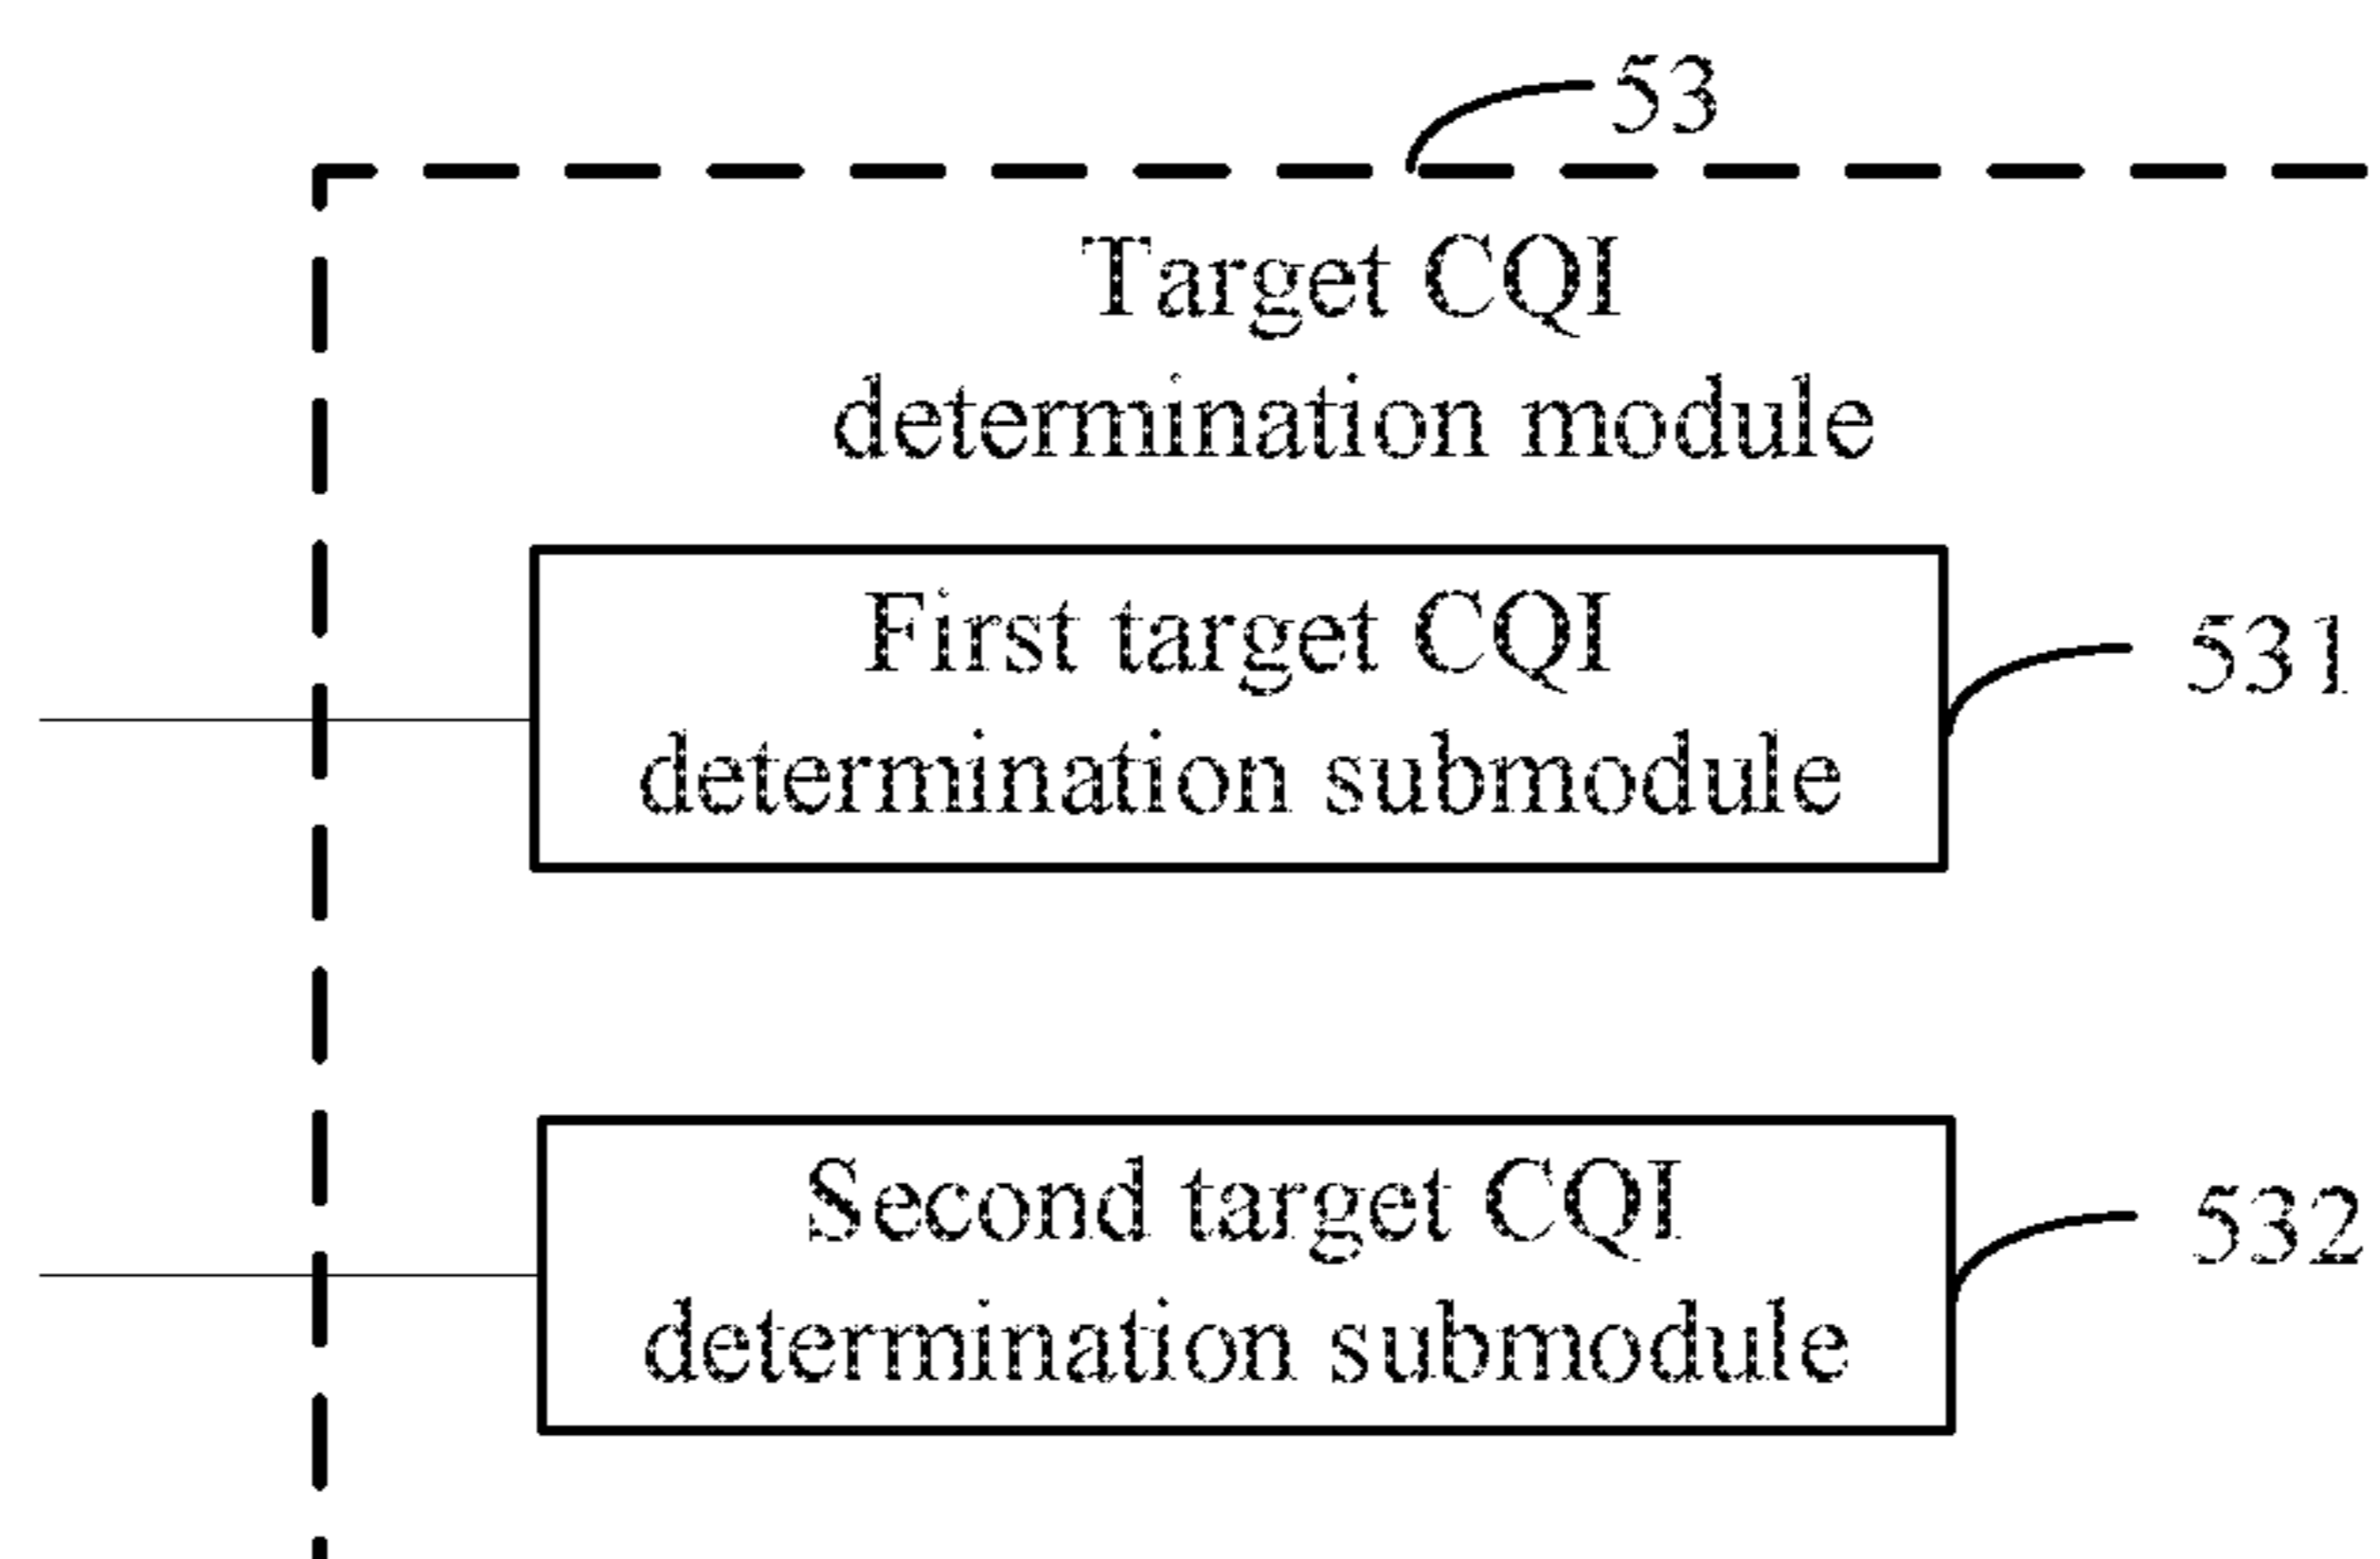 53
Target CQI
determination module
First target CQI
determination submodule
531
Second target CQI
determination submodule
532